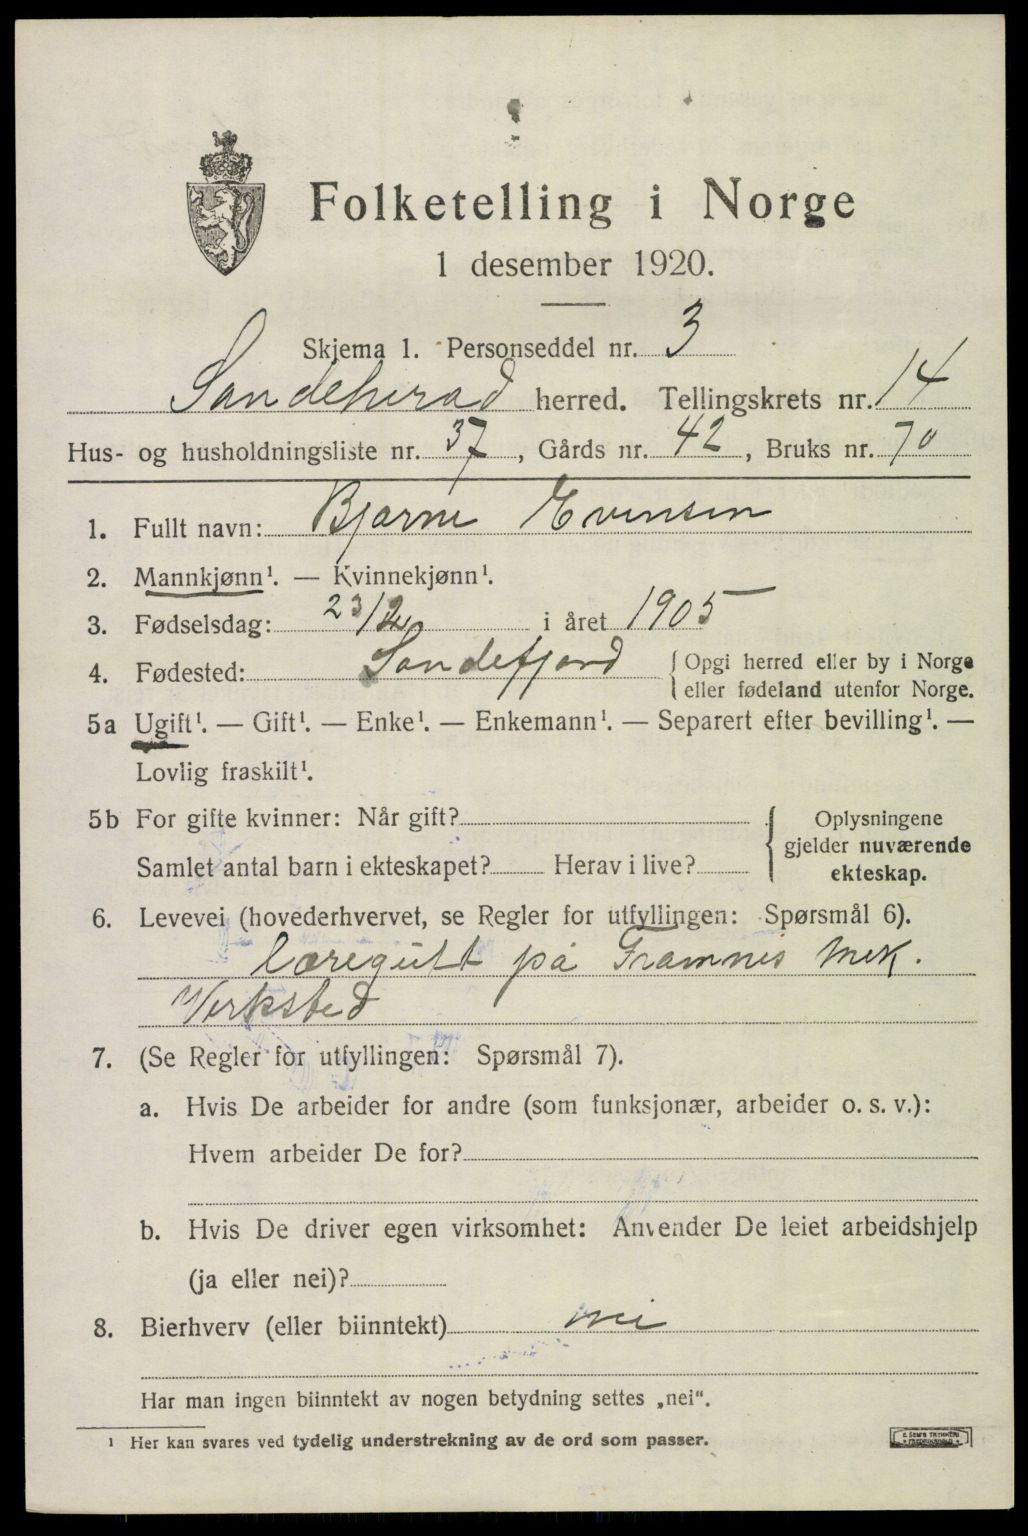 Folketelling i Norge
1 desember 1920.
Skjema 1. Personseddel nr. 3
Sandeherad herred. Tellingskrets nr. 14
Hus- og husholdningsliste nr. 37, Gårds nr. 42, Bruks nr. 70
1. Fullt navn: Bjarne Evensen
2. Mannkjønn¹. — Kvinnekjønn¹.
3. Fødselsdag: 23/2 i året 1905
4. Fødested: Sandefjord { Opgi herred eller by i Norge
eller fødeland utenfor Norge.
5a Ugift¹. — Gift¹. — Enke¹. — Enkemann¹. — Separert efter bevilling¹. —
Lovlig fraskilt¹.
5b For gifte kvinner: Når gift? { Oplysningene
gjelder nuværende
Samlet antal barn i ekteskapet? Herav i live?
ekteskap.
6. Levevei (hovederhvervet, se Regler for utfyllingen: Spørsmål 6).
læregutt på Framnes Mek.
Verksted
7. (Se Regler for utfyllingen: Spørsmål 7).
a. Hvis De arbeider for andre (som funksjonær, arbeider o. s. v.):
Hvem arbeider De for?
b. Hvis De driver egen virksomhet: Anvender De leiet arbeidshjelp
(ja eller nei)?
8. Bierhverv (eller biinntekt) nei
Har man ingen biinntekt av nogen betydning settes „nei“.
¹ Her kan svares ved tydelig understrekning av de ord som passer.